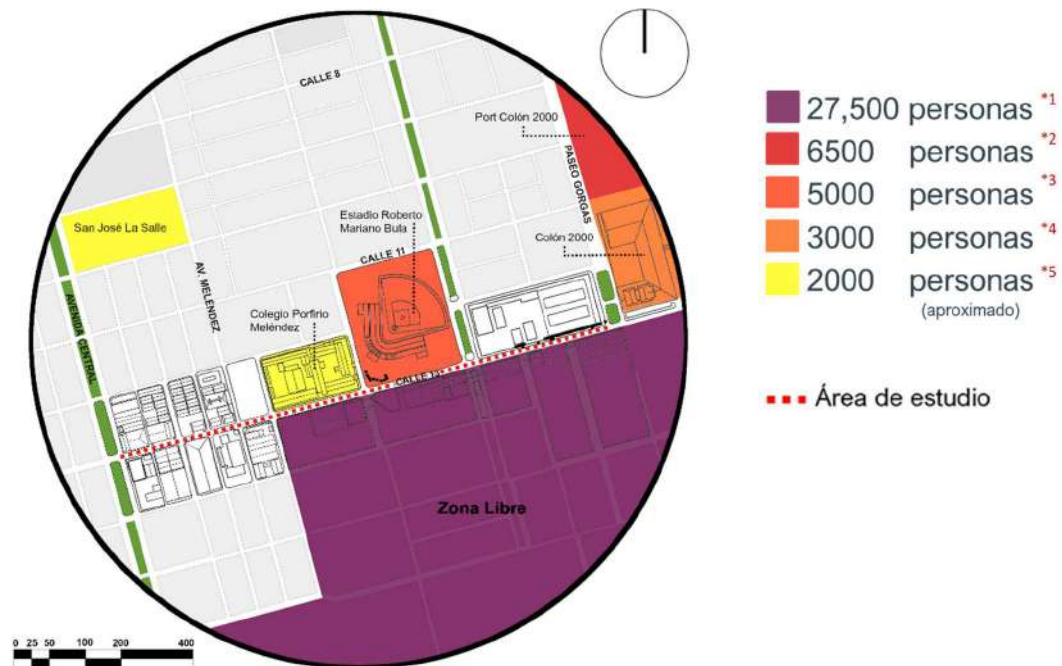 CALLE 8
Port Colón 2000
PASEO GORGAS
San José La Salle
Estadio Roberto
Mariano Bula
CALLE 11
Colón 2000
AV. MELÉNDEZ
AVENIDA CENTRAL
Colegio Porfirio
Meléndez
CALLE 13
Zona Libre
0 25 50 100 200 400
27,500 personas *1
6500 personas *2
5000 personas *3
3000 personas *4
2000 personas *5
(aproximado)
Área de estudio